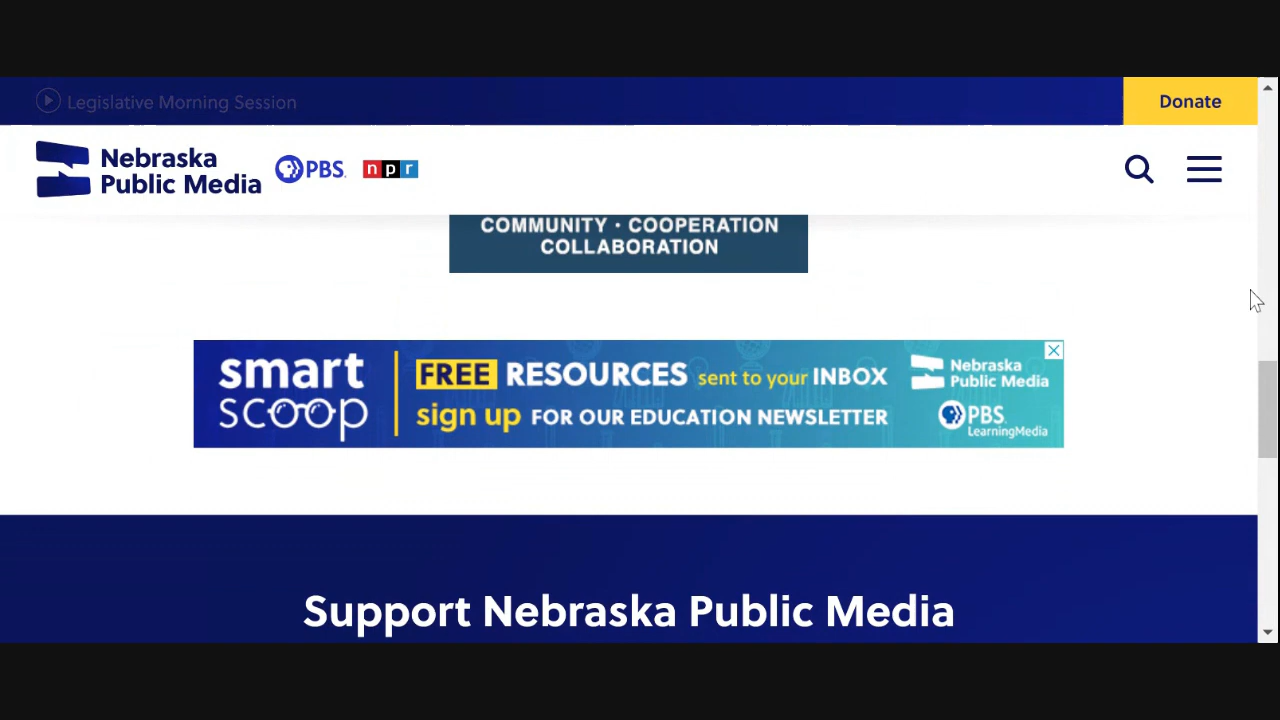 Legislative Morning Session
Donate
Nebraska
Public Media
PBS.
npr
COMMUNITY · COOPERATION
COLLABORATION
smart
scoop
FREE RESOURCES sent to your INBOX
sign up FOR OUR EDUCATION NEWSLETTER
Nebraska
Public Media
PBS
LearningMedia
Support Nebraska Public Media